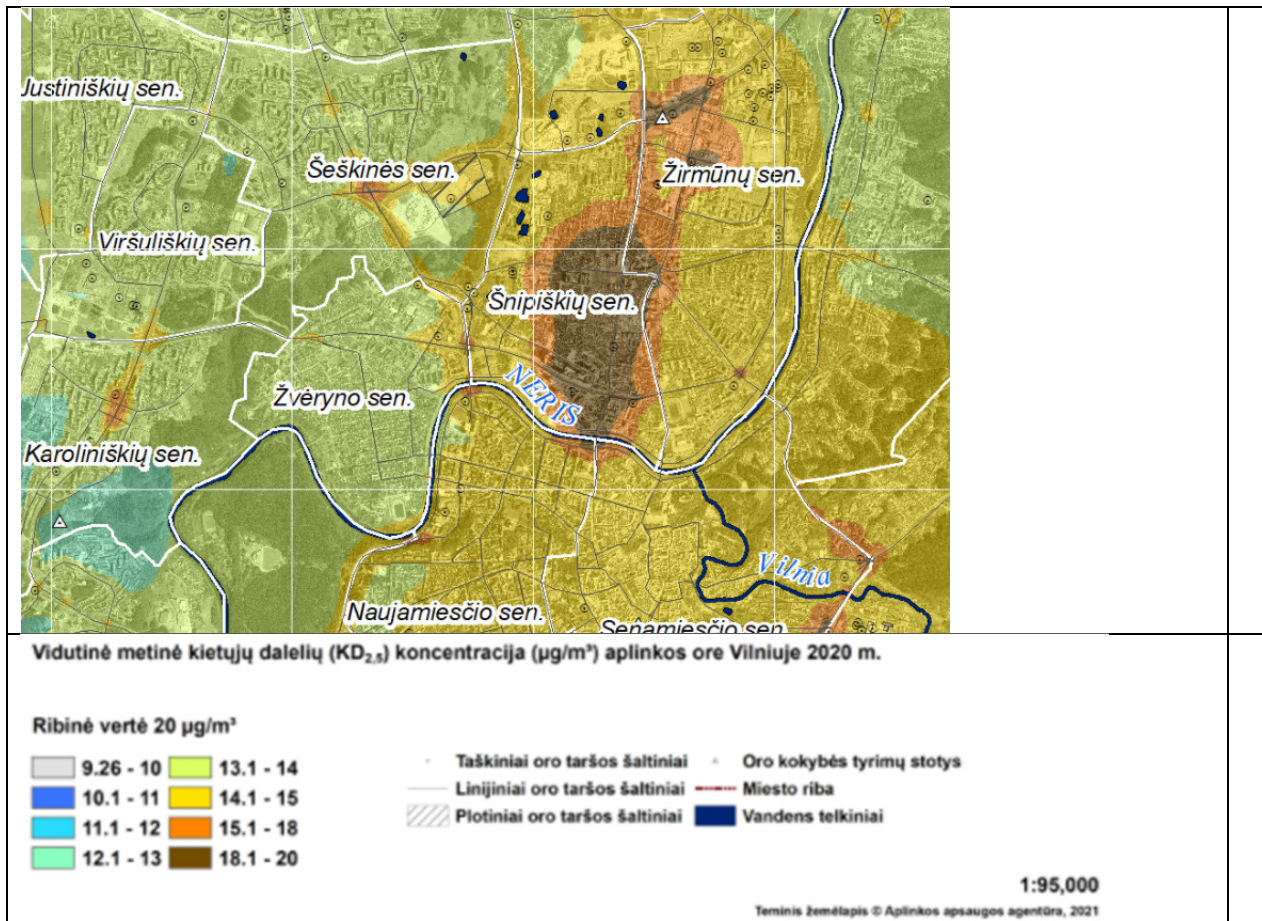 Justiniškių sen.
Šeškinės sen.
Žirmūnų sen.
Viršuliškių sen.
Šnipiškių sen.
Žvėryno sen.
NERIS
Karoliniškių sen.
Vilnia
Naujamiesčio sen.
Senamiesčio sen.
Vidutinė metinė kietųjų dalelių (KD2,5) koncentracija (µg/m³) aplinkos ore Vilniuje 2020 m.
Ribinė vertė 20 µg/m³
9.26 - 10
10.1 - 11
11.1 - 12
12.1 - 13
13.1 - 14
14.1 - 15
15.1 - 18
18.1 - 20
Taškiniai oro taršos šaltiniai
Linijiniai oro taršos šaltiniai
Plotiniai oro taršos šaltiniai
Oro kokybės tyrimų stotys
Miesto riba
Vandens telkiniai
1:95,000
Teminis žemėlapis © Aplinkos apsaugos agentūra, 2021